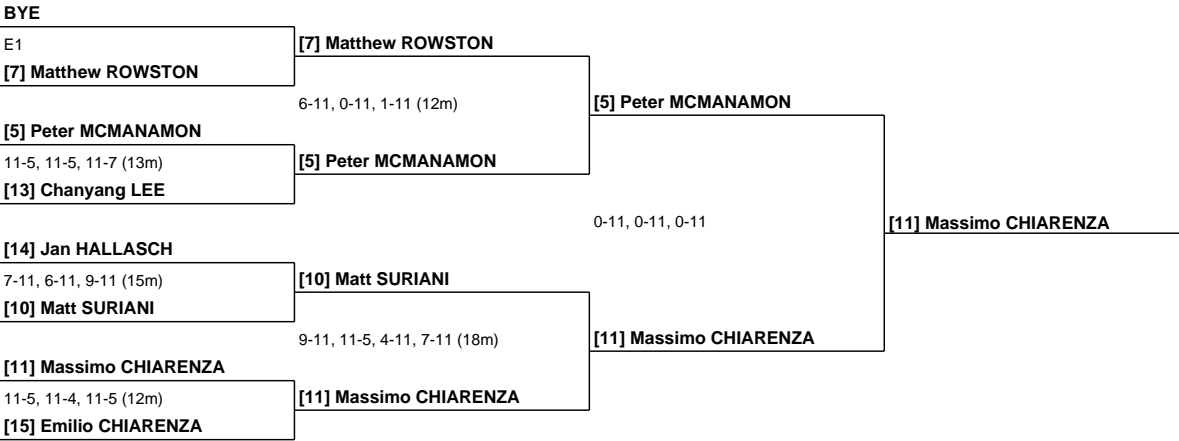 BYE
E1
[7] Matthew ROWSTON
[7] Matthew ROWSTON
6-11, 0-11, 1-11 (12m)
[5] Peter MCMANAMON
[5] Peter MCMANAMON
11-5, 11-5, 11-7 (13m)
[5] Peter MCMANAMON
[13] Chanyang LEE
0-11, 0-11, 0-11
[11] Massimo CHIARENZA
[14] Jan HALLASCH
7-11, 6-11, 9-11 (15m)
[10] Matt SURIANI
[10] Matt SURIANI
9-11, 11-5, 4-11, 7-11 (18m)
[11] Massimo CHIARENZA
[11] Massimo CHIARENZA
11-5, 11-4, 11-5 (12m)
[11] Massimo CHIARENZA
[15] Emilio CHIARENZA